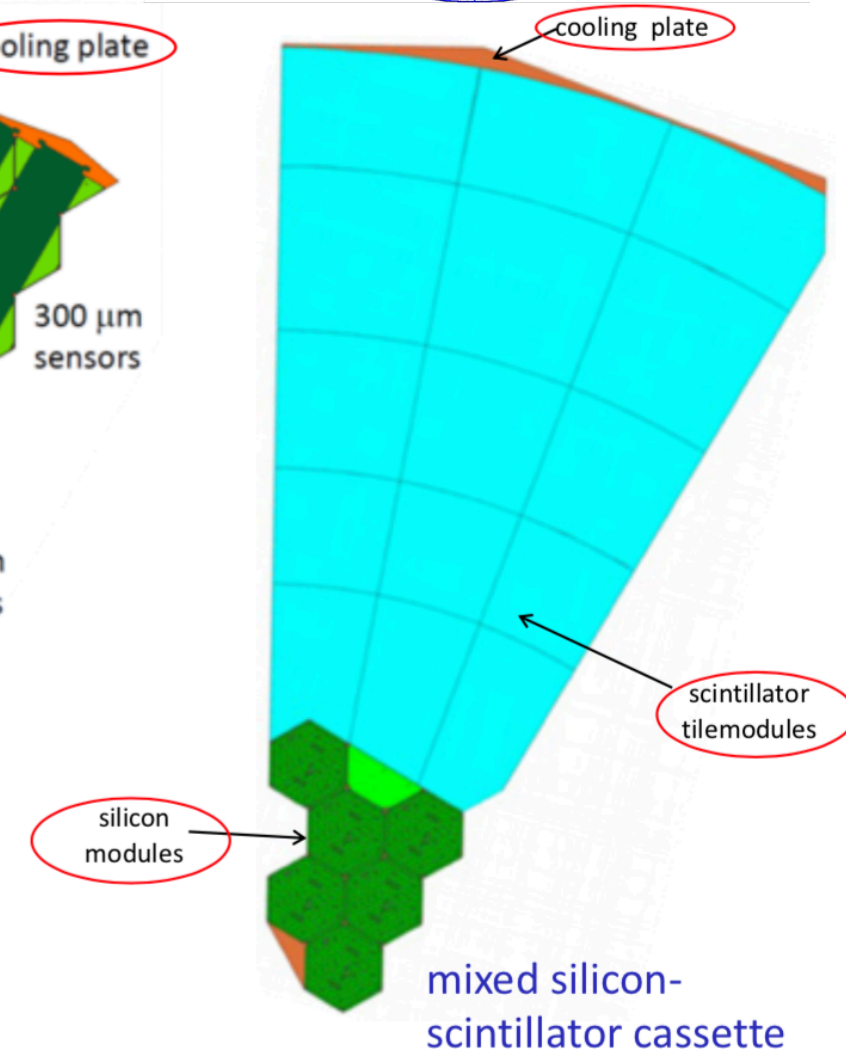 cooling plate
oling plate
300 μm
sensors
scintillator
tilemodules
silicon
modules
mixed silicon-
scintillator cassette